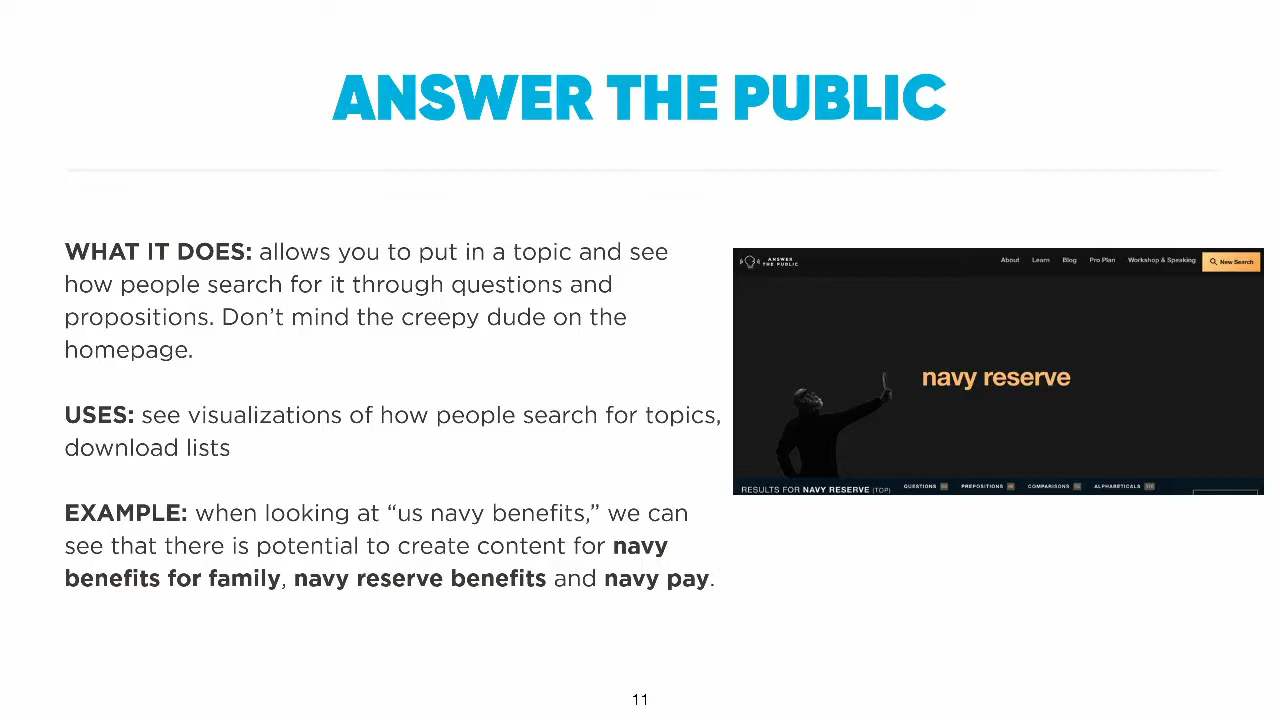 ANSWER THE PUBLIC
WHAT IT DOES: allows you to put in a topic and see
how people search for it through questions and
propositions. Don’t mind the creepy dude on the
homepage.
USES: see visualizations of how people search for topics,
download lists
EXAMPLE: when looking at “us navy benefits,” we can
see that there is potential to create content for navy
benefits for family, navy reserve benefits and navy pay.
ANSWER
THE PUBLIC
About Learn Blog Pro Plan Workshop & Speaking New Search
navy reserve
RESULTS FOR NAVY RESERVE (TOP) QUESTIONS PREPOSITIONS COMPARISONS ALPHABETICALS
11